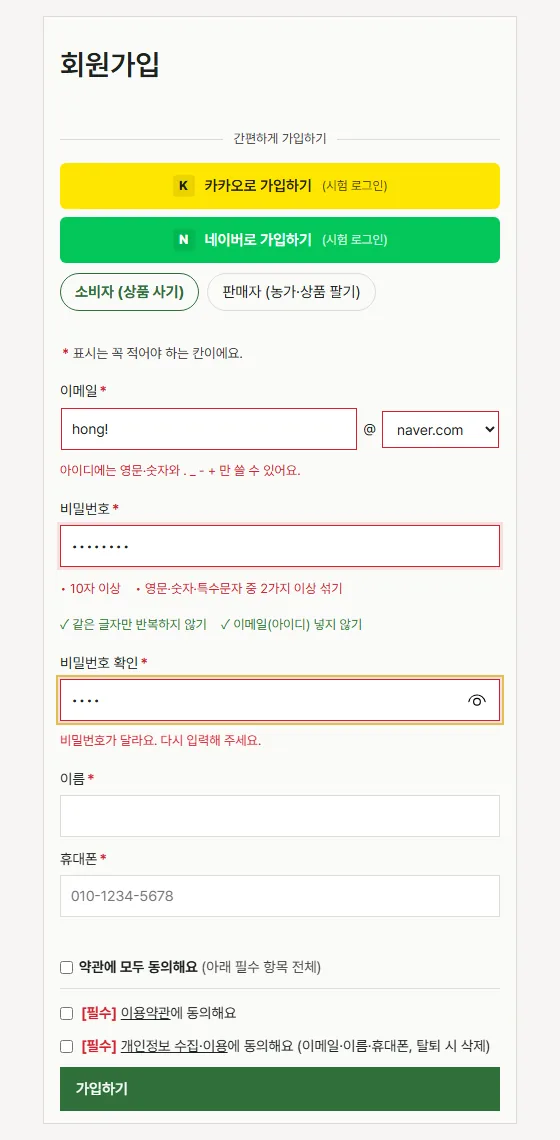 회원가입
간편하게 가입하기
K 카카오로 가입하기 (시험 로그인)
N 네이버로 가입하기 (시험 로그인)
소비자 (상품 사기) 판매자 (농가·상품 팔기)
* 표시는 꼭 적어야 하는 칸이에요.
이메일 *
hong! @ naver.com
아이디에는 영문·숫자와 . _ - + 만 쓸 수 있어요.
비밀번호 *
••••••••
• 10자 이상 • 영문·숫자·특수문자 중 2가지 이상 섞기
✓ 같은 글자만 반복하지 않기 ✓ 이메일(아이디) 넣지 않기
비밀번호 확인 *
••••
비밀번호가 달라요. 다시 입력해 주세요.
이름 *
휴대폰 *
010-1234-5678
약관에 모두 동의해요 (아래 필수 항목 전체)
[필수] 이용약관에 동의해요
[필수] 개인정보 수집·이용에 동의해요 (이메일·이름·휴대폰, 탈퇴 시 삭제)
가입하기